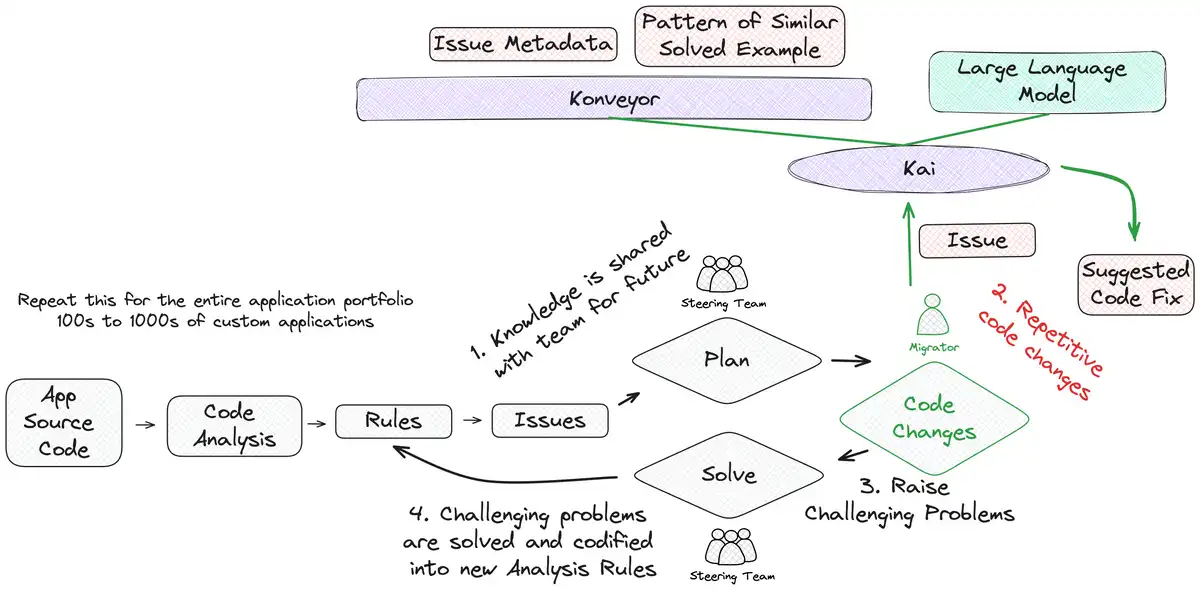 Issue Metadata
Pattern of Similar
Solved Example
Konveyor
Large Language
Model
Kai
Issue
Suggested
Code Fix
Repeat this for the entire application portfolio
100s to 1000s of custom applications
1. Knowledge is shared
with team for future
Steering Team
Plan
Migrator
2. Repetitive
code changes
App
Source
Code
Code
Analysis
Rules
Issues
Code
Changes
Solve
3. Raise
Challenging Problems
4. Challenging problems
are solved and codified
into new Analysis Rules
Steering Team